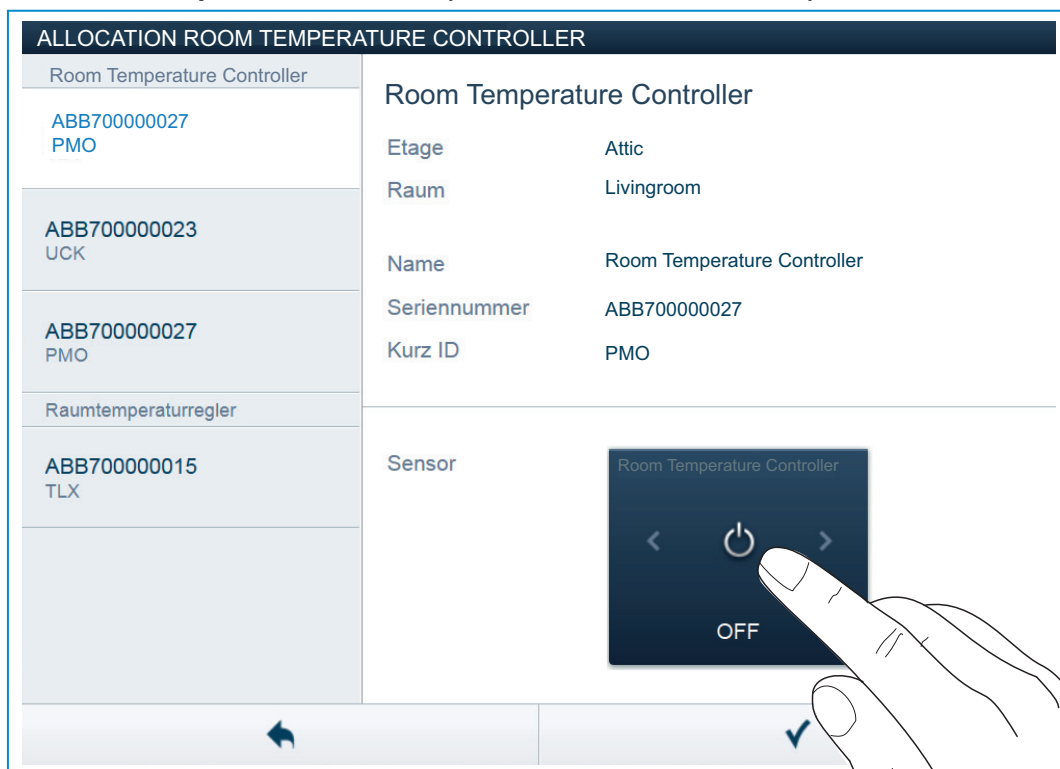 ALLOCATION ROOM TEMPERATURE CONTROLLER
Room Temperature Controller
ABB700000027
PMO
ABB700000023
UCK
ABB700000027
PMO
Raumtemperaturregler
ABB700000015
TLX
Room Temperature Controller
Etage Attic
Raum Livingroom
Name Room Temperature Controller
Seriennummer ABB700000027
Kurz ID PMO
Sensor
Room Temperature Controller
OFF